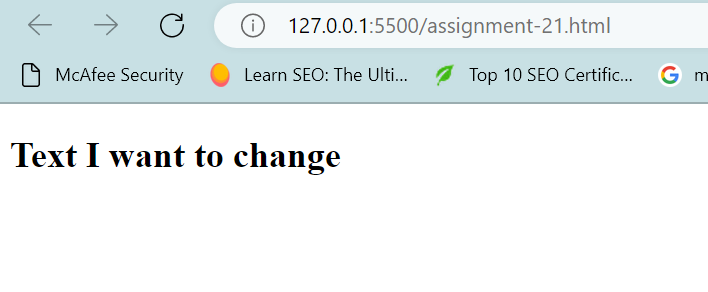 127.0.0.1:5500/assignment-21.html
McAfee Security Learn SEO: The Ulti... Top 10 SEO Certific... m
Text I want to change